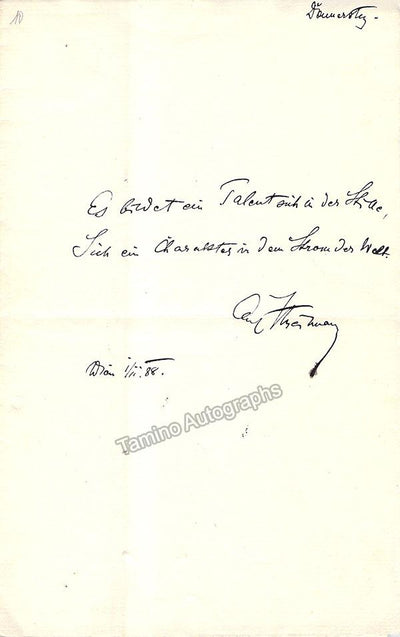 10
Donnerstag.
Es bildet ein Talent sich in der Stille,
Sich ein Charakter in dem Strom der Welt.
Wien 1/II. 88.
Tamino Autographs